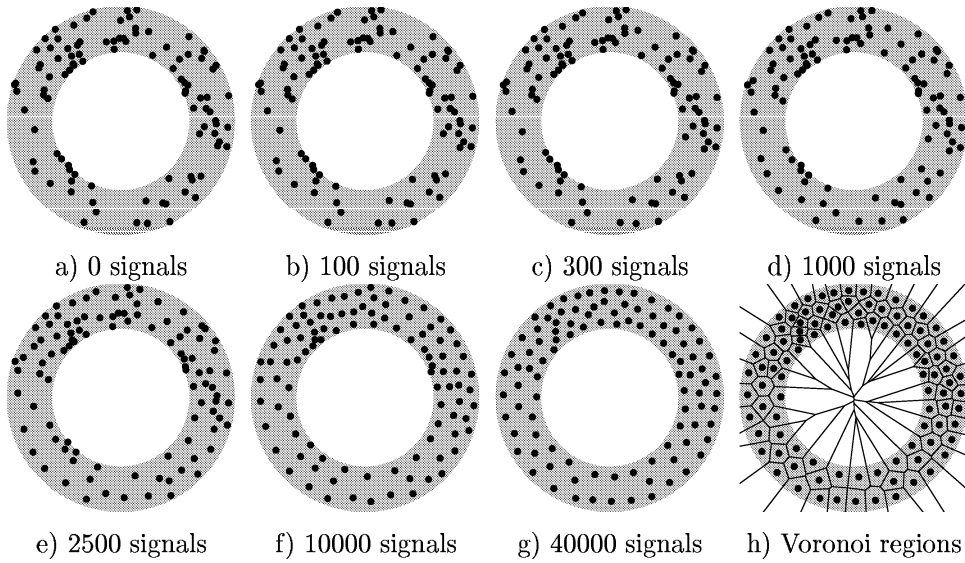 a) 0 signals
b) 100 signals
c) 300 signals
d) 1000 signals
e) 2500 signals
f) 10000 signals
g) 40000 signals
h) Voronoi regions